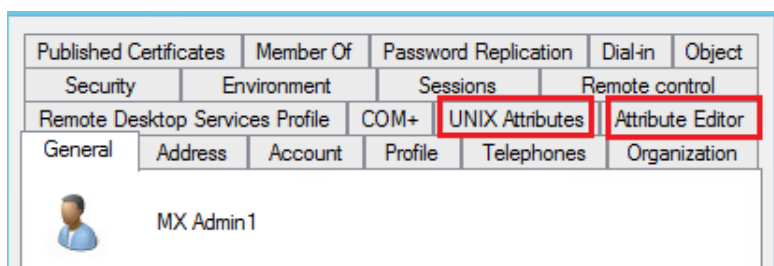 Published Certificates Member Of Password Replication Dial-in Object
Security Environment Sessions Remote control
Remote Desktop Services Profile COM+ UNIX Attributes Attribute Editor
General Address Account Profile Telephones Organization
MX Admin1